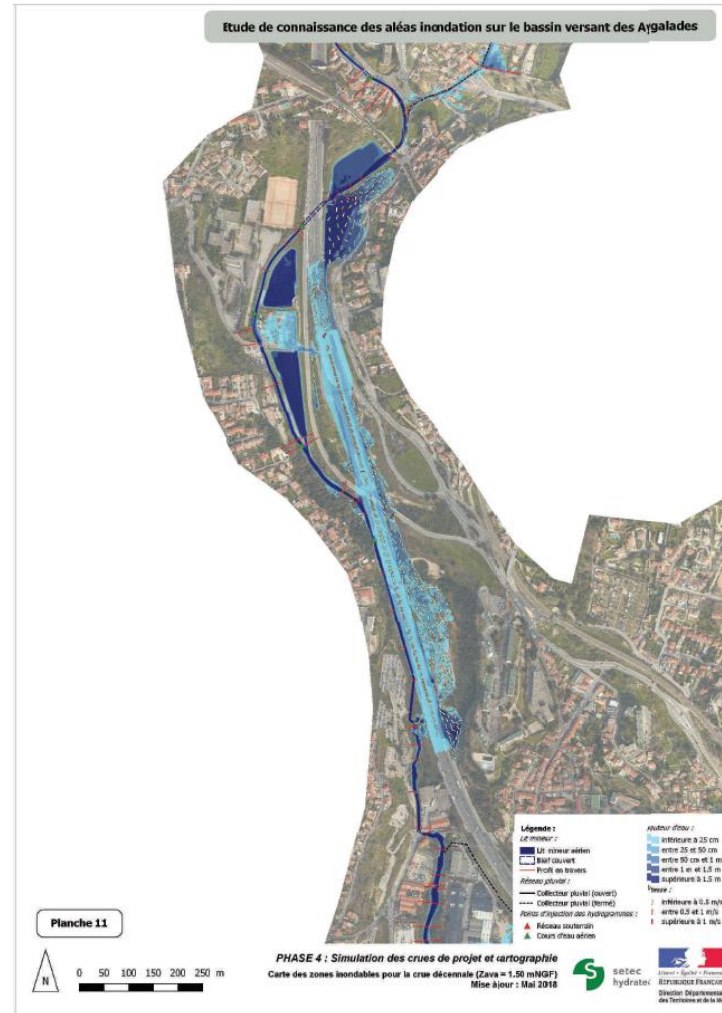 Etude de connaissance des aléas inondation sur le bassin versant des Aygalades
Légende :
Lit mineur :
Lit mineur aérien
Bief couvert
Profil en travers
Réseau pluvial :
Collecteur pluvial (ouvert)
Collecteur pluvial (fermé)
Points d'injection des hydrogrammes :
Réseau souterrain
Cours d'eau aérien
Hauteur d'eau :
inférieure à 25 cm
entre 25 et 50 cm
entre 50 cm et 1 m
entre 1 m et 1.5 m
supérieure à 1.5 m
inférieure à 0.5 m/s
entre 0.5 et 1 m/s
supérieure à 1 m/s
Planche 11
N
0 50 100 150 200 250 m
PHASE 4 : Simulation des crues de projet et cartographie
Carte des zones inondables pour la crue décennale (Zava = 1.50 mNGF)
Mise à jour : Mai 2018
setec
hydratec
Liberté • Égalité • Fraternité
RÉPUBLIQUE FRANÇAISE
Direction Départementale
des Territoires et de la Me